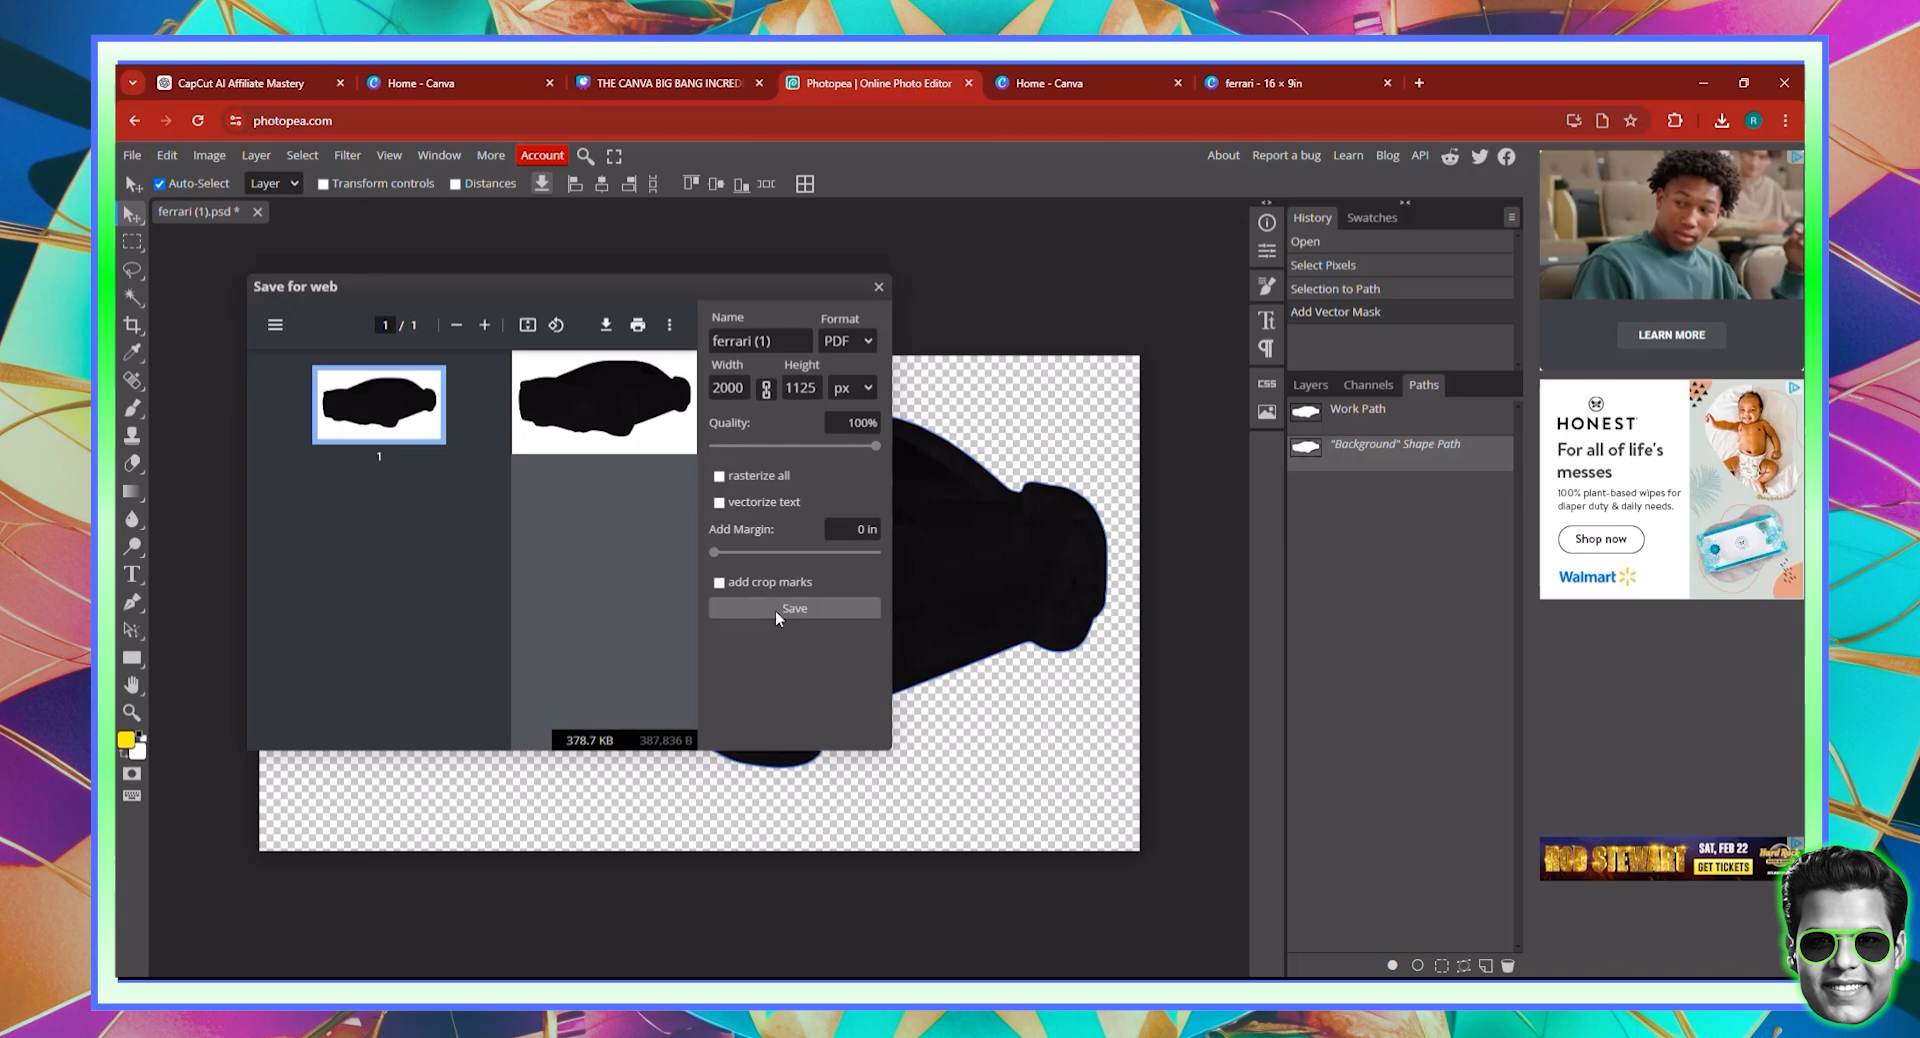 CapCut AI Affiliate Mastery
Home - Canva
THE CANVA BIG BANG INCRED
Photopea | Online Photo Editor
Home - Canva
ferrari - 16 × 9in
photopea.com
R
File Edit Image Layer Select Filter View Window More Account
About Report a bug Learn Blog API
Auto-Select Layer Transform controls Distances
ferrari (1).psd *
Save for web
1 / 1
1
Name
Format
ferrari (1) PDF
Width Height
2000 1125 px
Quality: 100%
rasterize all
vectorize text
Add Margin: 0 in
add crop marks
Save
378.7 KB 387,836 B
History Swatches
Open
Select Pixels
Selection to Path
Add Vector Mask
CSS
Layers Channels Paths
Work Path
"Background" Shape Path
LEARN MORE
HONEST
For all of life's
messes
100% plant-based wipes for
diaper duty & daily needs.
Shop now
Walmart
ROD STEWART
SAT, FEB 22
GET TICKETS
Hard Rock